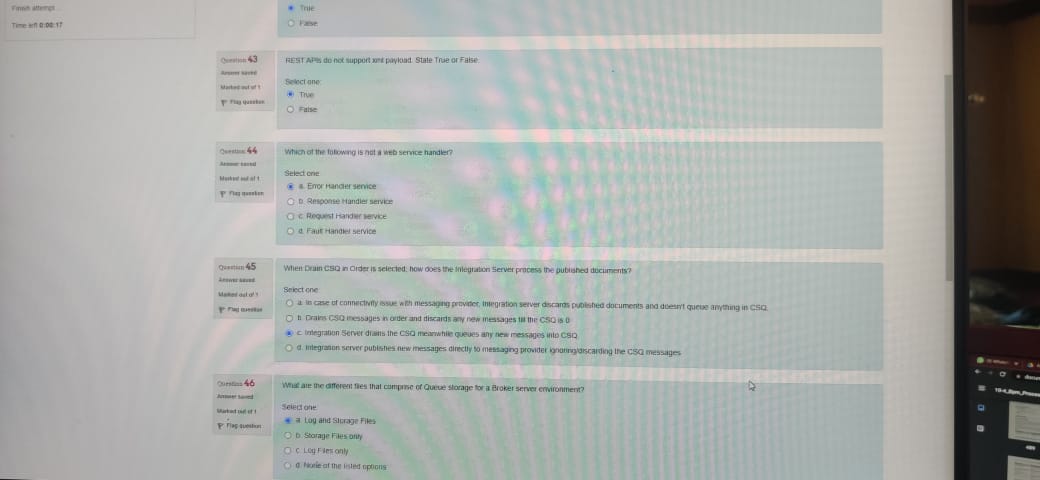 Finish attempt ...
Time left 0:00:17
True
False
Question 43
Answer saved
Marked out of 1
Flag question
REST APIs do not support xml payload. State True or False.
Select one:
True
False
Question 44
Answer saved
Marked out of 1
Flag question
Which of the following is not a web service handler?
Select one:
a. Error Handler service
b. Response Handler service
c. Request Handler service
d. Fault Handler service
Question 45
Answer saved
Marked out of 1
Flag question
When Drain CSQ in Order is selected, how does the Integration Server process the published documents?
Select one:
a. In case of connectivity issue with messaging provider, Integration server discards published documents and doesn't queue anything in CSQ.
b. Drains CSQ messages in order and discards any new messages till the CSQ is 0
c. Integration Server drains the CSQ meanwhile queues any new messages into CSQ.
d. Integration server publishes new messages directly to messaging provider ignoring/discarding the CSQ messages
Question 46
Answer saved
Marked out of 1
Flag question
What are the different files that comprise of Queue storage for a Broker server environment?
Select one:
a. Log and Storage Files
b. Storage Files only
c. Log Files only
d. None of the listed options